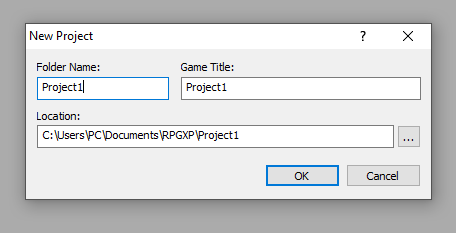 New Project
?
Folder Name: Game Title:
Project1 Project1
Location:
C:\Users\PC\Documents\RPGXP\Project1
...
OK Cancel